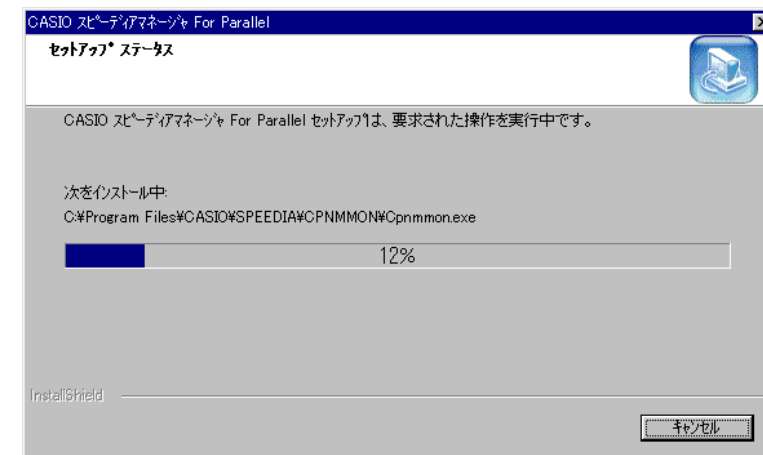 CASIO スピーディアマネージャ For Parallel
セットアップ ステータス
CASIO スピーディアマネージャ For Parallel セットアップは、要求された操作を実行中です。
次をインストール中:
C:¥Program Files¥CASIO¥SPEEDIA¥CPNMMON¥Cpnmmon.exe
12%
InstallShield
キャンセル